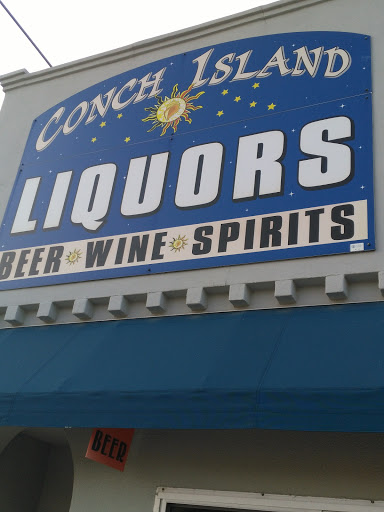 CONCH ISLAND
LIQUORS
BEER WINE SPIRITS
BEER